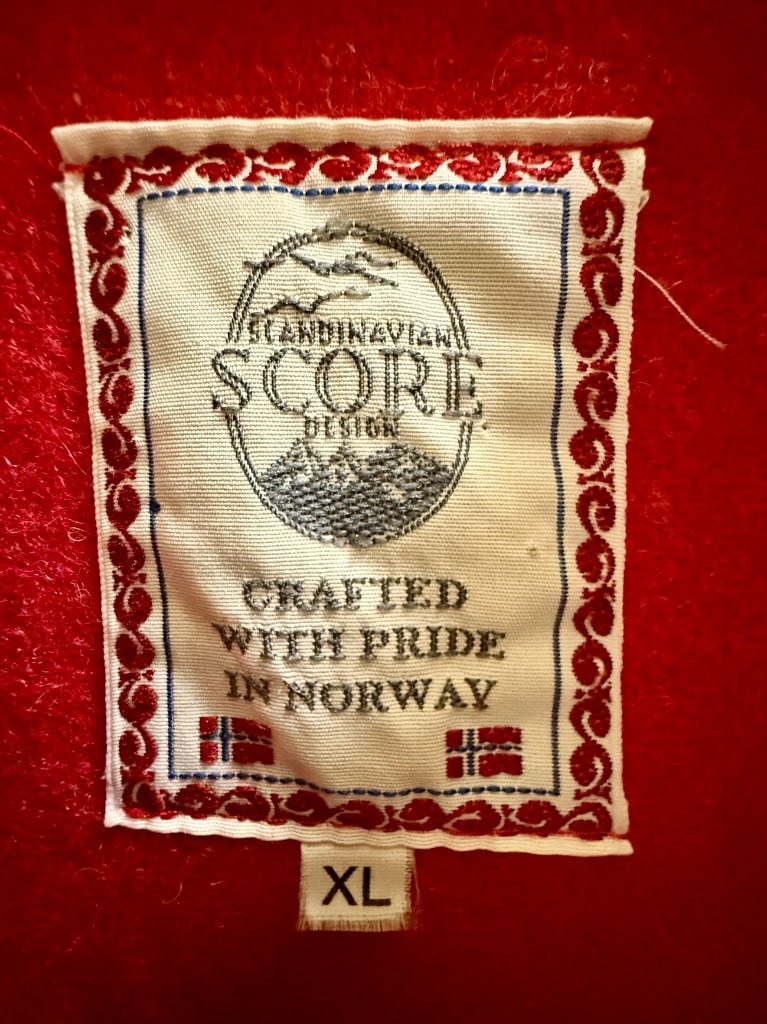 SCANDINAVIAN
SCORE
DESIGN
CRAFTED
WITH PRIDE
IN NORWAY
XL